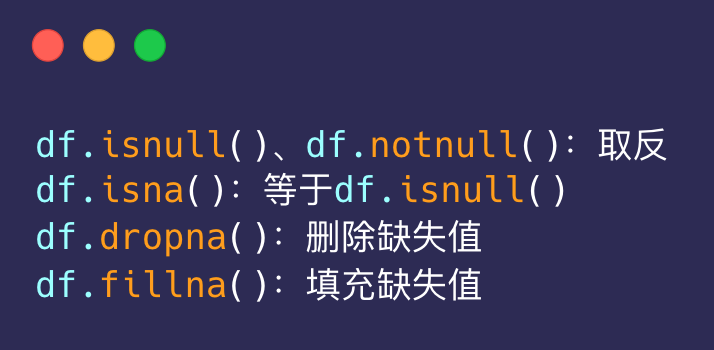 df.isnull()、df.notnull()：取反
df.isna()：等于df.isnull()
df.dropna()：删除缺失值
df.fillna()：填充缺失值